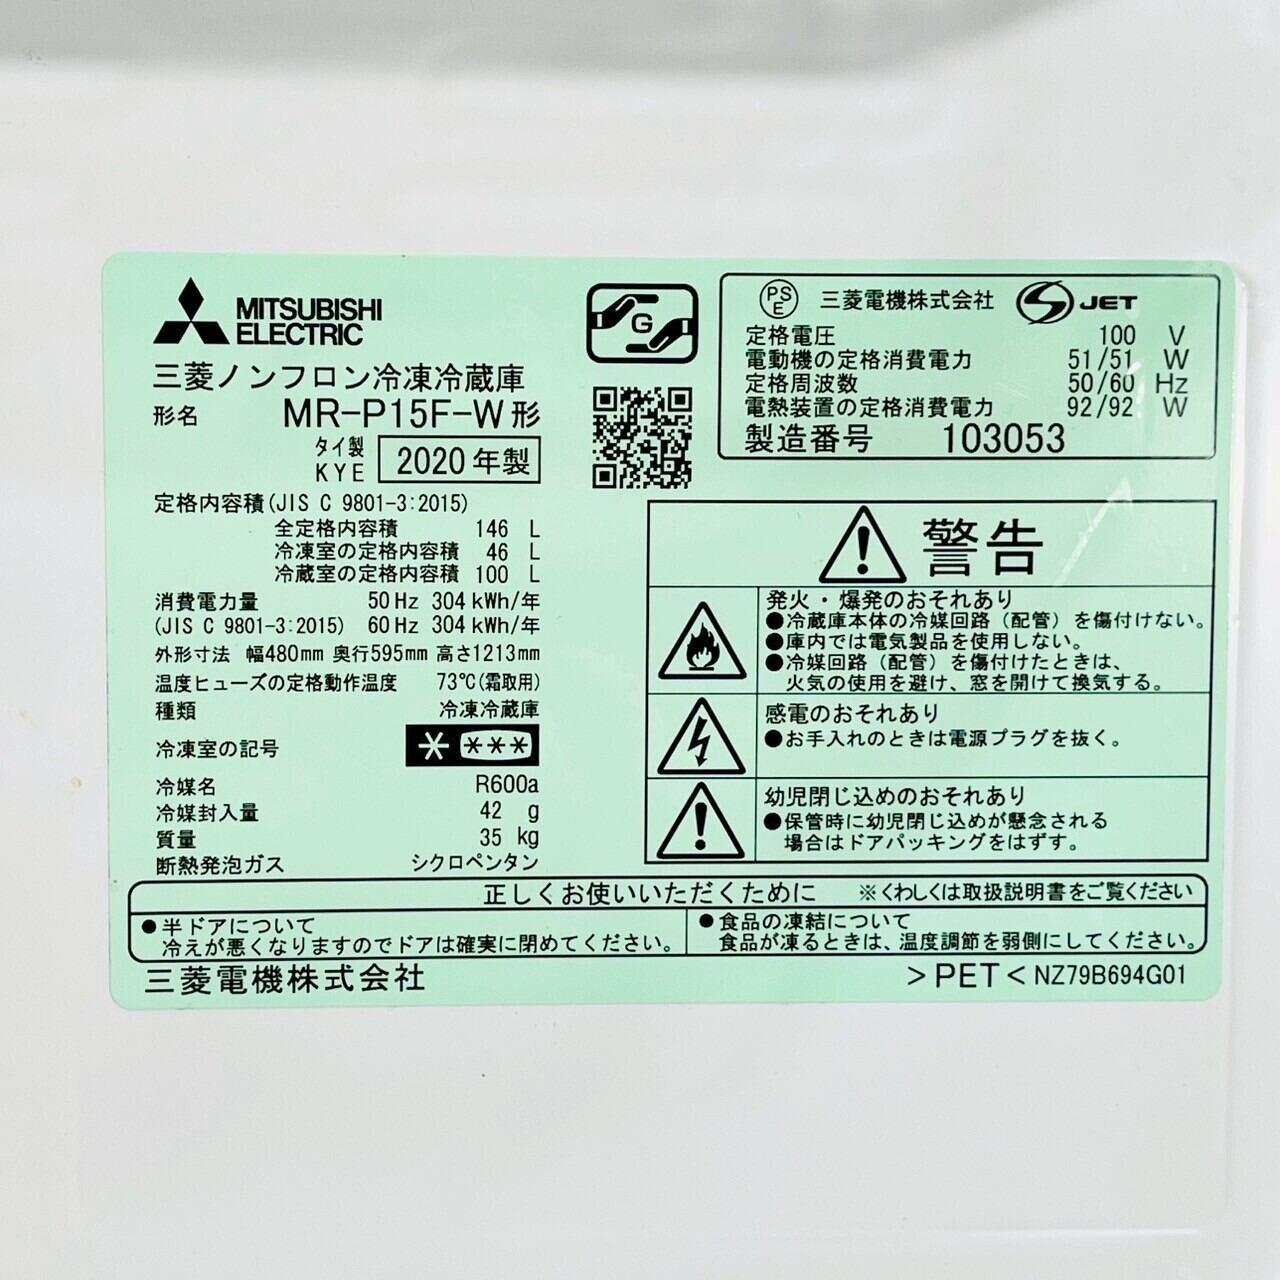 MITSUBISHI
ELECTRIC
三菱ノンフロン冷凍冷蔵庫
形名 MR-P15F-W形
タイ製
KYE 2020年製
定格内容積(JIS C 9801-3:2015)
全定格内容積 146 L
冷凍室の定格内容積 46 L
冷蔵室の定格内容積 100 L
消費電力量 50Hz 304kWh/年
(JIS C 9801-3:2015) 60Hz 304kWh/年
外形寸法 幅480mm 奥行595mm 高さ1213mm
温度ヒューズの定格動作温度 73℃(霜取用)
種類 冷凍冷蔵庫
冷凍室の記号 * ***
冷媒名 R600a
冷媒封入量 42 g
質量 35 kg
断熱発泡ガス シクロペンタン
G
PSE 三菱電機株式会社 S JET
定格電圧 100 V
電動機の定格消費電力 51/51 W
定格周波数 50/60 Hz
電熱装置の定格消費電力 92/92 W
製造番号 103053
警告
発火・爆発のおそれあり
●冷蔵庫本体の冷媒回路（配管）を傷付けない。
●庫内では電気製品を使用しない。
●冷媒回路（配管）を傷付けたときは、
火気の使用を避け、窓を開けて換気する。
感電のおそれあり
●お手入れのときは電源プラグを抜く。
幼児閉じ込めのおそれあり
●保管時に幼児閉じ込めが懸念される
場合はドアパッキングをはずす。
正しくお使いいただくために ※くわしくは取扱説明書をご覧ください
●半ドアについて
冷えが悪くなりますのでドアは確実に閉めてください。
●食品の凍結について
食品が凍るときは、温度調節を弱側にしてください。
三菱電機株式会社
>PET< NZ79B694G01